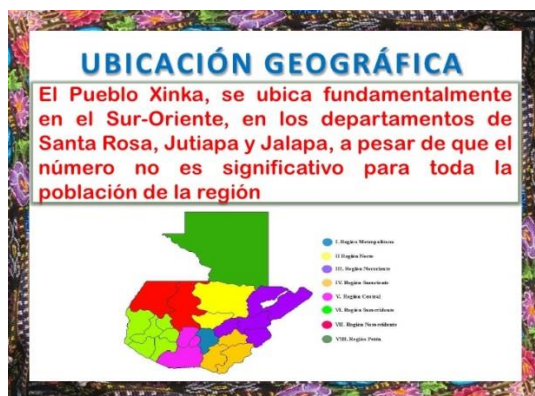 UBICACIÓN GEOGRÁFICA
El Pueblo Xinka, se ubica fundamentalmente
en el Sur-Oriente, en los departamentos de
Santa Rosa, Jutiapa y Jalapa, a pesar de que el
número no es significativo para toda la
población de la región
I. Región Metropolitana
II Región Norte
III. Región Nororiente
IV. Región Suroriente
V. Región Central
VI. Región Suroccidente
VII. Región Noroccidente
VIII. Región Petén